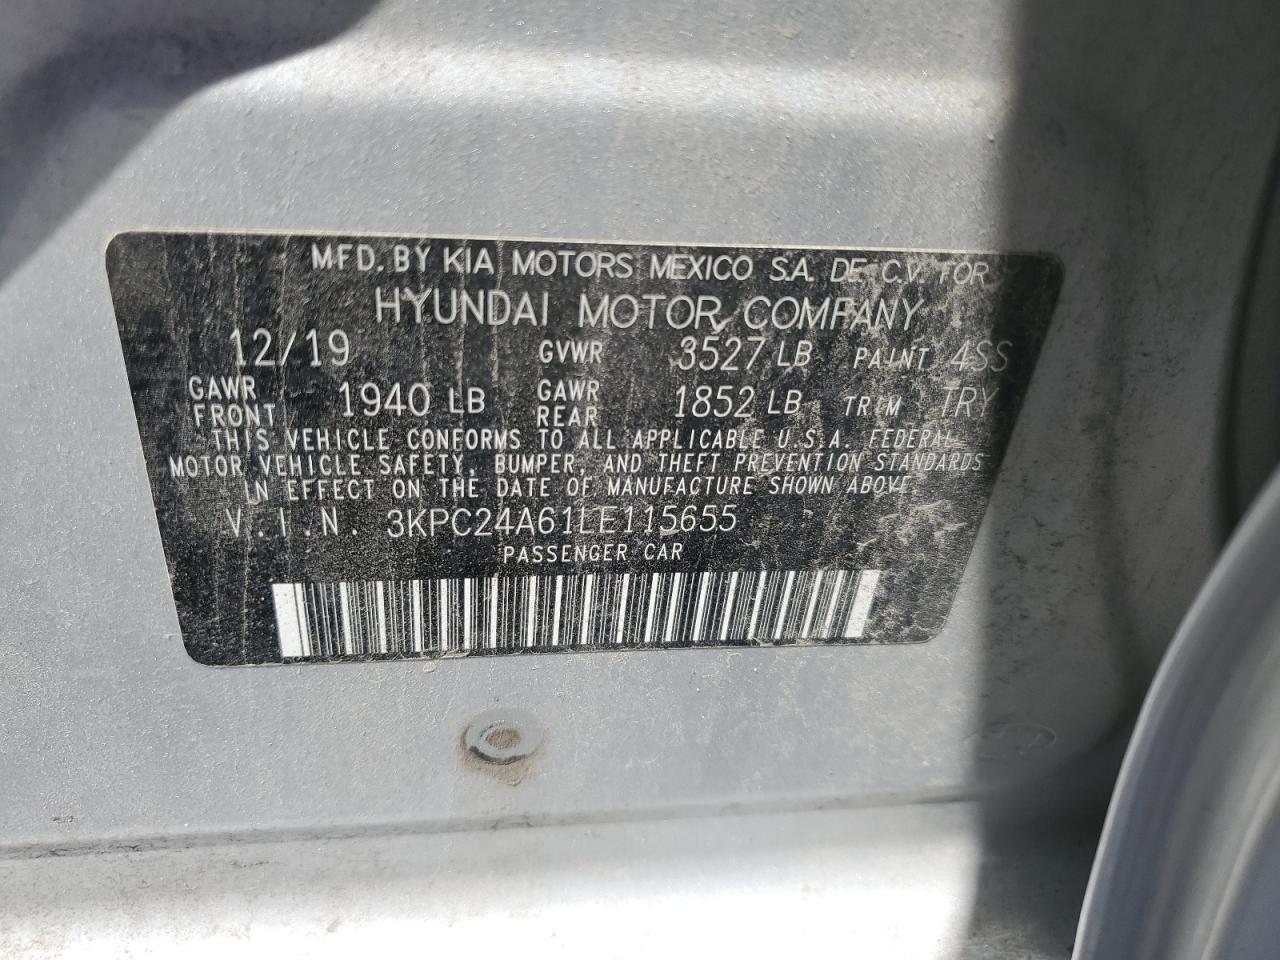 MFD. BY KIA MOTORS MEXICO S.A. DE C.V. FOR
HYUNDAI MOTOR COMPANY
12/19 GVWR 3527 LB PAINT 4SS
GAWR FRONT 1940 LB GAWR REAR 1852 LB TRIM TRY
THIS VEHICLE CONFORMS TO ALL APPLICABLE U.S.A. FEDERAL
MOTOR VEHICLE SAFETY, BUMPER, AND THEFT PREVENTION STANDARDS
IN EFFECT ON THE DATE OF MANUFACTURE SHOWN ABOVE
V.I.N. 3KPC24A61LE115655
PASSENGER CAR